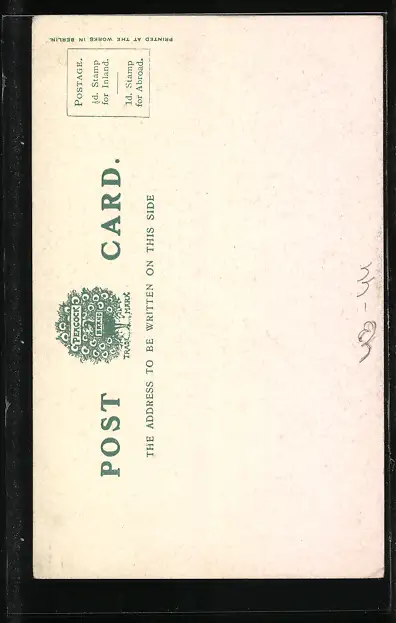 PRINTED AT THE WORKS IN BERLIN.
POSTAGE.
½d. Stamp
for Inland.
1d. Stamp
for Abroad.
POST CARD.
PEACOCK
BRAND
TRADE MARK
THE ADDRESS TO BE WRITTEN ON THIS SIDE